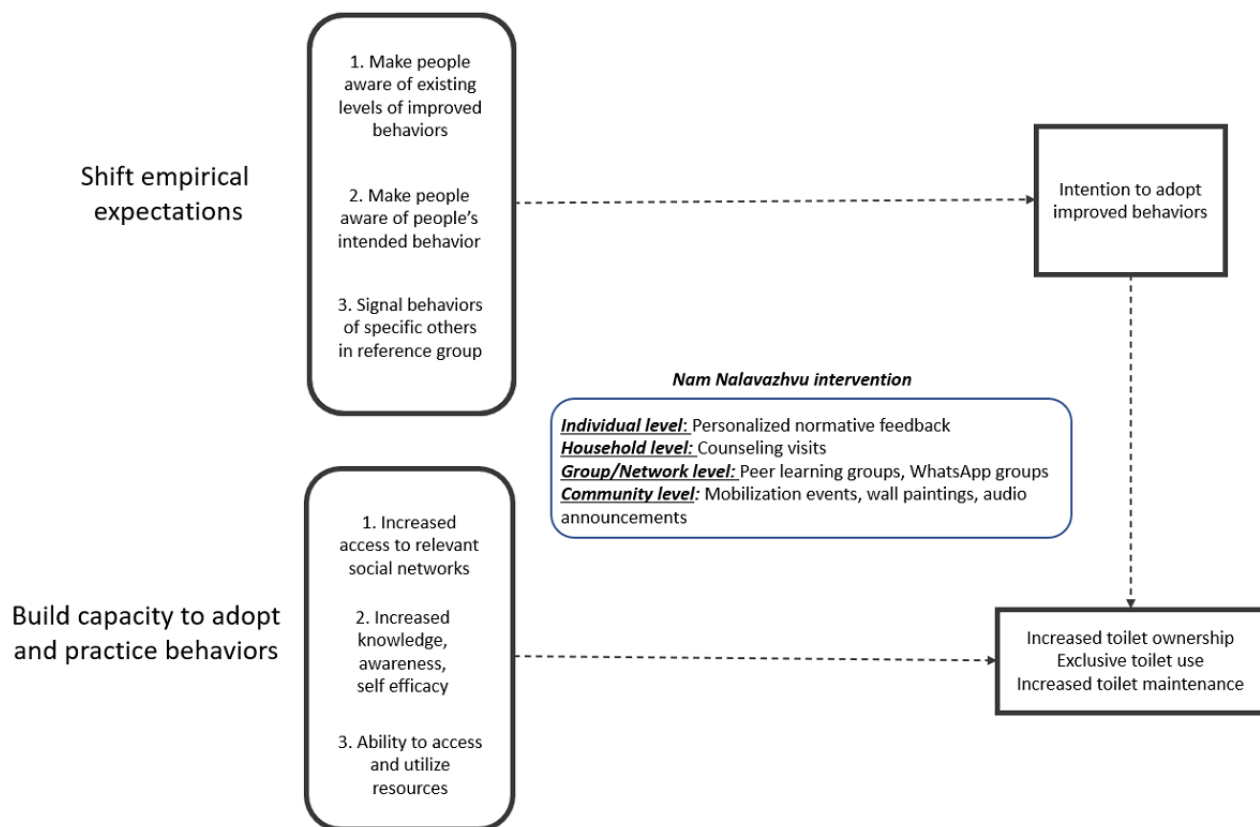 Shift empirical
expectations
1. Make people
aware of existing
levels of improved
behaviors
2. Make people
aware of people's
intended behavior
3. Signal behaviors
of specific others
in reference group
Intention to adopt
improved behaviors
Nam Nalavazhvu intervention
Individual level: Personalized normative feedback
Household level: Counseling visits
Group/Network level: Peer learning groups, WhatsApp groups
Community level: Mobilization events, wall paintings, audio
announcements
Build capacity to adopt
and practice behaviors
1. Increased
access to relevant
social networks
2. Increased
knowledge,
awareness,
self efficacy
3. Ability to access
and utilize
resources
Increased toilet ownership
Exclusive toilet use
Increased toilet maintenance